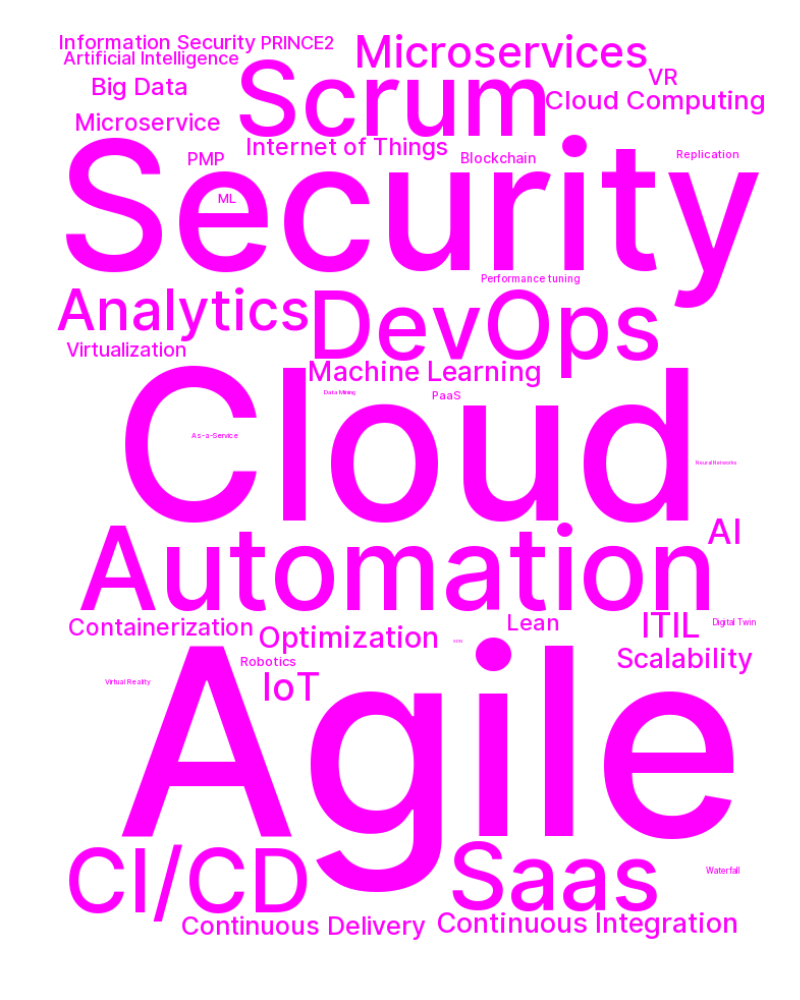 Information Security PRINCE2
Microservices
Artificial Intelligence
Scrum
VR
Big Data
Cloud Computing
Microservice
Internet of Things
PMP
Blockchain
Replication
Security
ML
Performance tuning
Analytics
DevOps
Virtualization
Machine Learning
Data Mining
PaaS
Cloud
As-a-Service
Neural Networks
AI
Automation
Containerization
Optimization
Lean
ITIL
Digital Twin
Scalability
Robotics
Virtual Reality
IoT
Agile
CI/CD
Saas
Waterfall
Continuous Delivery
Continuous Integration